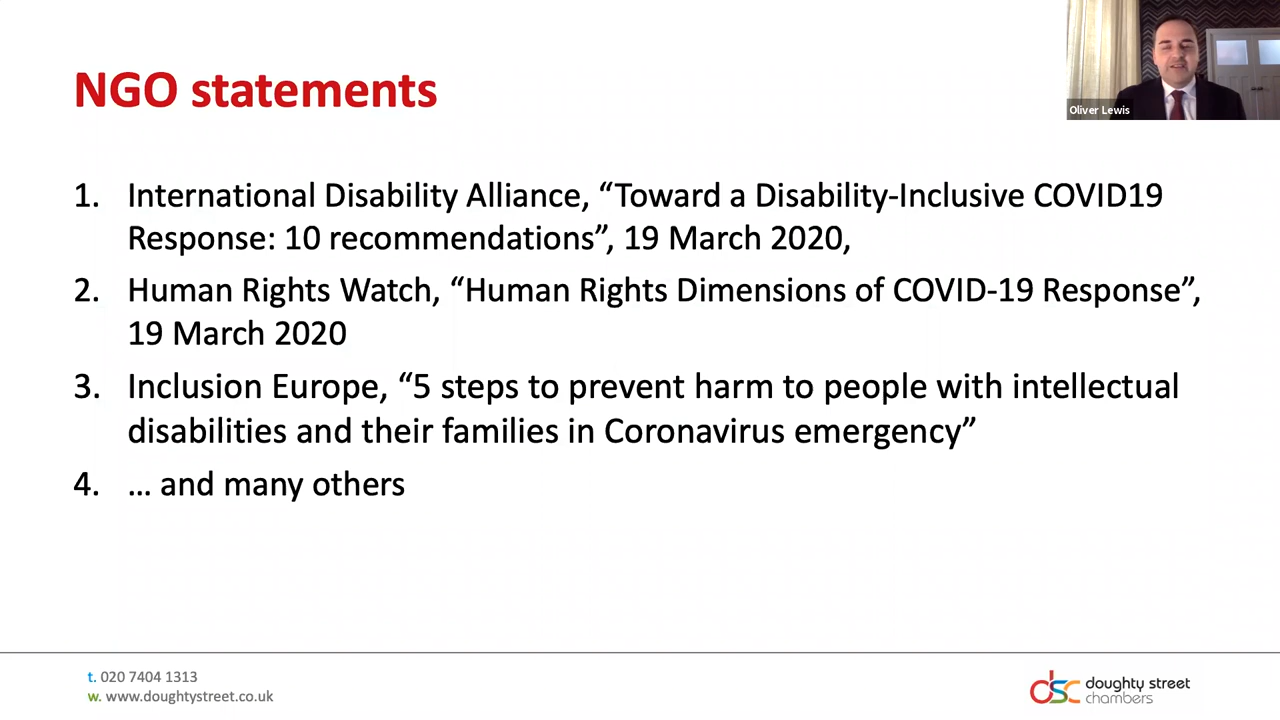 NGO statements
Oliver Lewis
1. International Disability Alliance, “Toward a Disability-Inclusive COVID19
Response: 10 recommendations”, 19 March 2020,
2. Human Rights Watch, “Human Rights Dimensions of COVID-19 Response”,
19 March 2020
3. Inclusion Europe, “5 steps to prevent harm to people with intellectual
disabilities and their families in Coronavirus emergency”
4. … and many others
t. 020 7404 1313
w. www.doughtystreet.co.uk
dsc doughty street
chambers